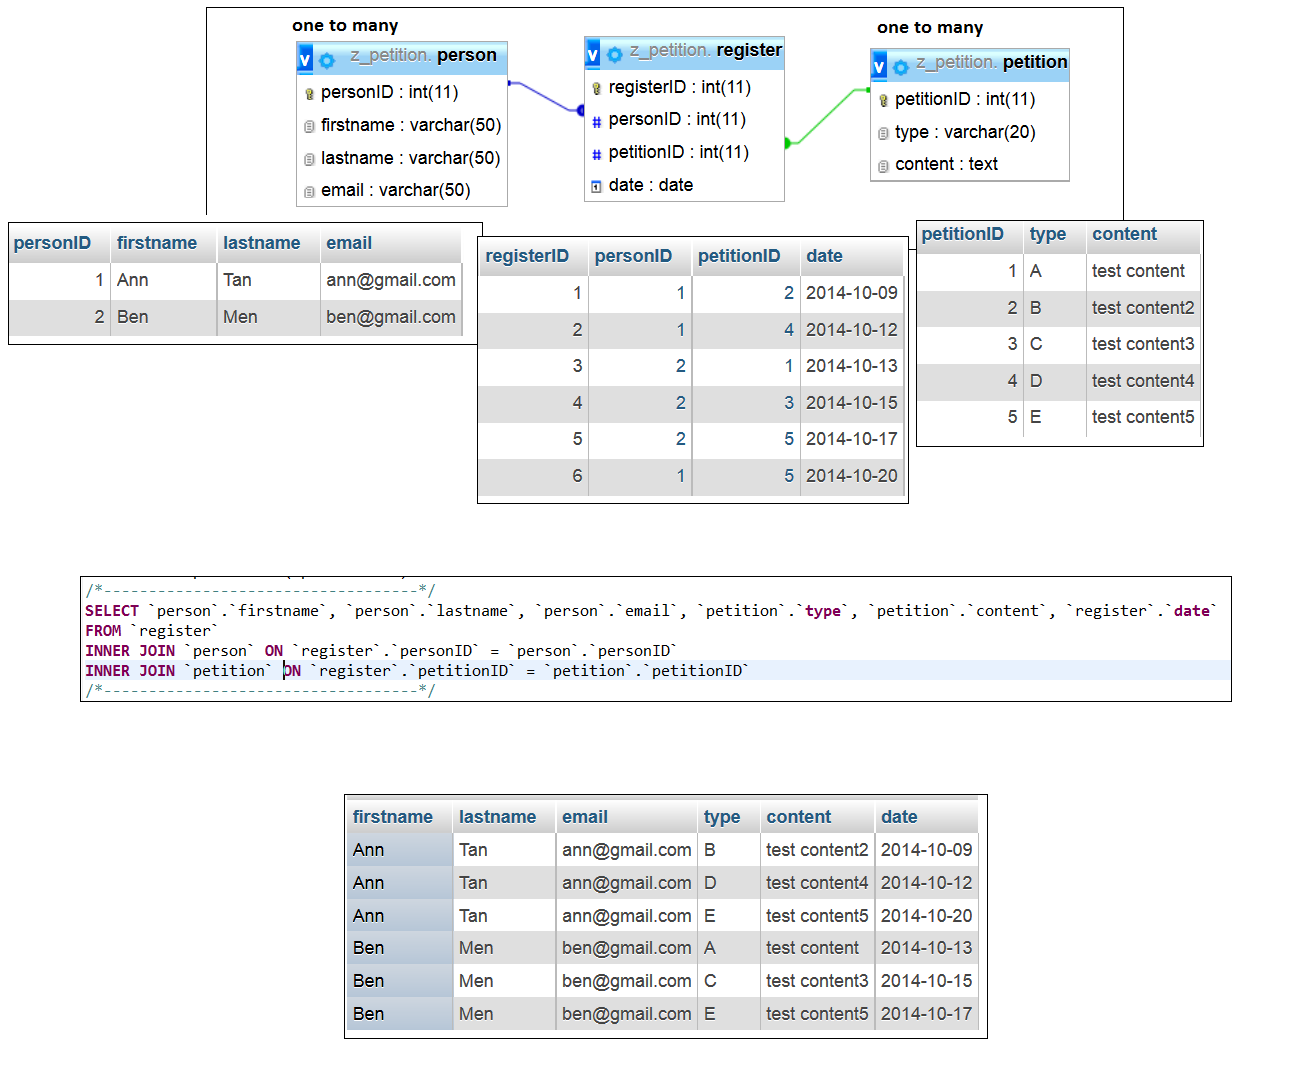 one to many
one to many
z_petition. person
personID : int(11)
firstname : varchar(50)
lastname : varchar(50)
email : varchar(50)
z_petition. register
registerID : int(11)
personID : int(11)
petitionID : int(11)
date : date
z_petition. petition
petitionID : int(11)
type : varchar(20)
content : text
personID firstname lastname email
1 Ann Tan ann@gmail.com
2 Ben Men ben@gmail.com
registerID personID petitionID date
1 1 2 2014-10-09
2 1 4 2014-10-12
3 2 1 2014-10-13
4 2 3 2014-10-15
5 2 5 2014-10-17
6 1 5 2014-10-20
petitionID type content
1 A test content
2 B test content2
3 C test content3
4 D test content4
5 E test content5
/*-----------------------------------*/
SELECT `person`.`firstname`, `person`.`lastname`, `person`.`email`, `petition`.`type`, `petition`.`content`, `register`.`date`
FROM `register`
INNER JOIN `person` ON `register`.`personID` = `person`.`personID`
INNER JOIN `petition` ON `register`.`petitionID` = `petition`.`petitionID`
/*-----------------------------------*/
firstname lastname email type content date
Ann Tan ann@gmail.com B test content2 2014-10-09
Ann Tan ann@gmail.com D test content4 2014-10-12
Ann Tan ann@gmail.com E test content5 2014-10-20
Ben Men ben@gmail.com A test content 2014-10-13
Ben Men ben@gmail.com C test content3 2014-10-15
Ben Men ben@gmail.com E test content5 2014-10-17